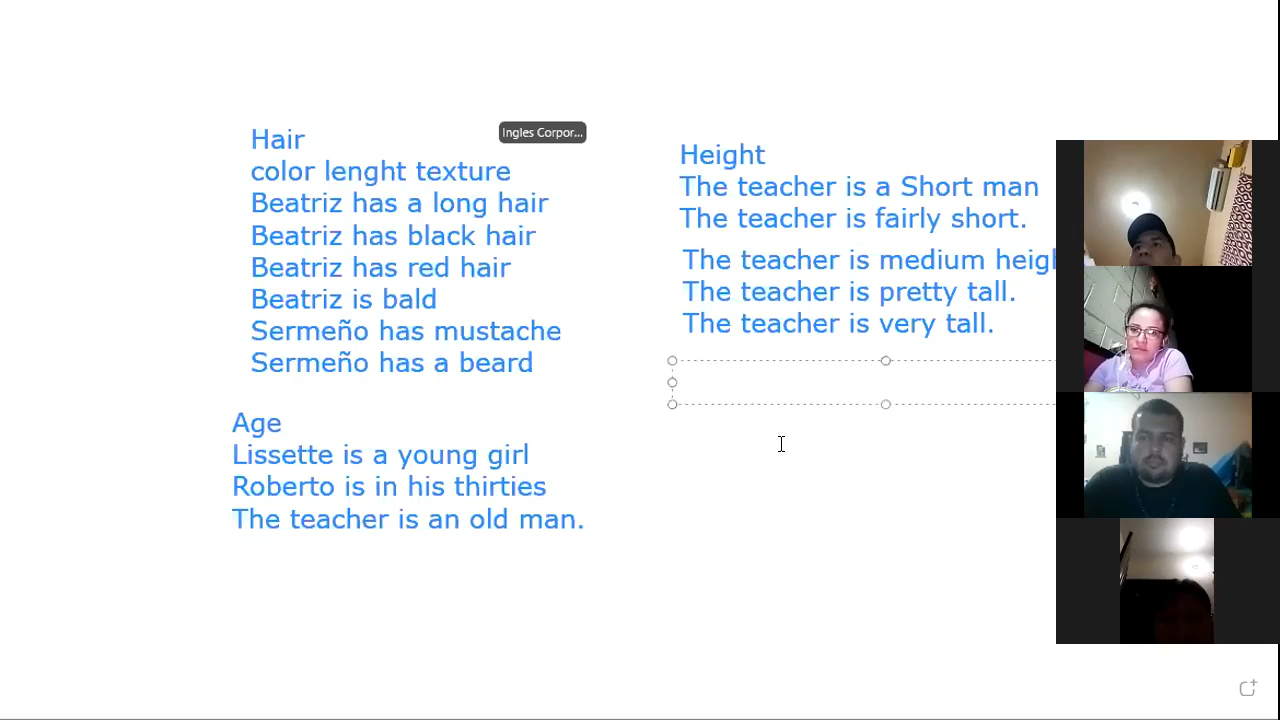 Ingles Corpor...
Hair
color lenght texture
Beatriz has a long hair
Beatriz has black hair
Beatriz has red hair
Beatriz is bald
Sermeño has mustache
Sermeño has a beard
Age
Lissette is a young girl
Roberto is in his thirties
The teacher is an old man.
Height
The teacher is a Short man
The teacher is fairly short.
The teacher is medium heigh
The teacher is pretty tall.
The teacher is very tall.